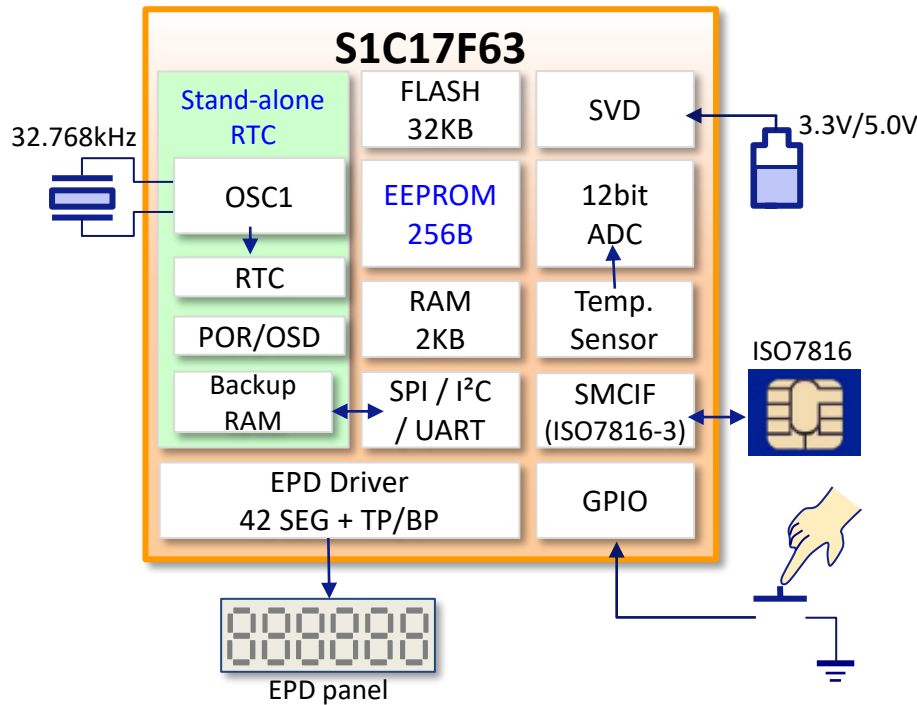 S1C17F63
Stand-alone
RTC
FLASH
32KB
SVD
3.3V/5.0V
32.768kHz
OSC1
EEPROM
256B
12bit
ADC
RTC
RAM
2KB
Temp.
Sensor
POR/OSD
ISO7816
Backup
RAM
SPI / I²C
/ UART
SMCIF
(ISO7816-3)
EPD Driver
42 SEG + TP/BP
GPIO
EPD panel